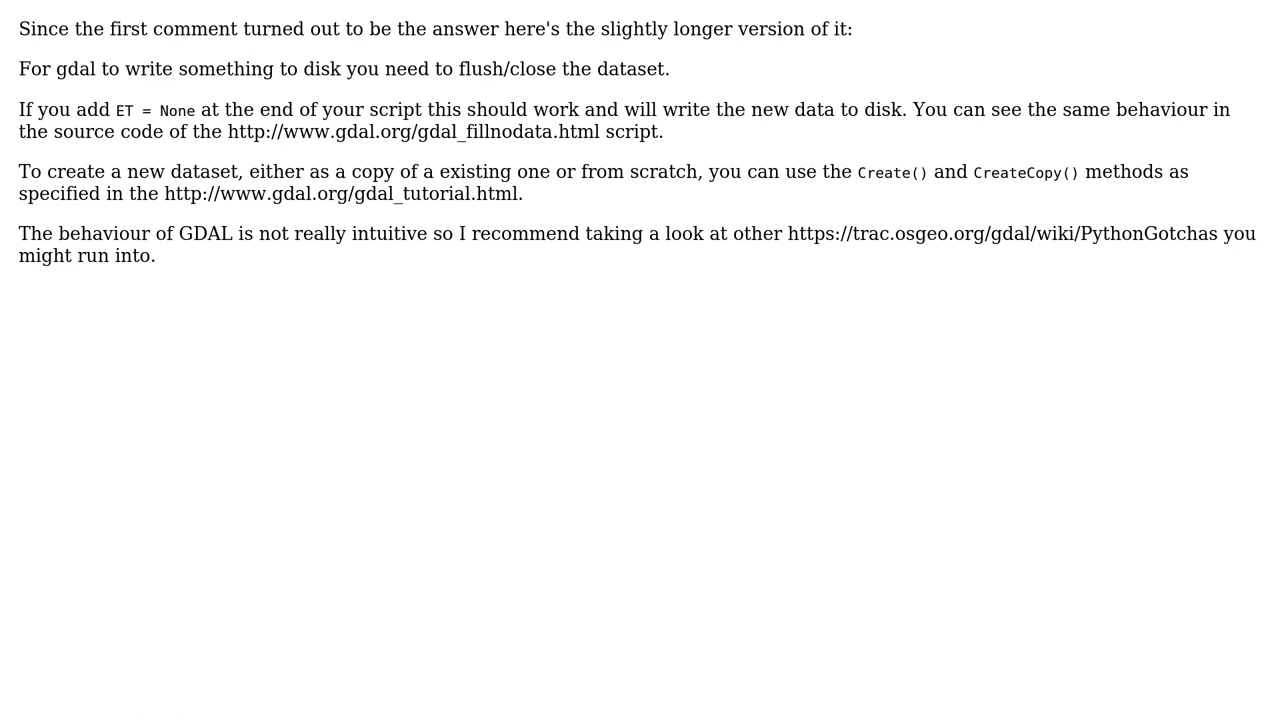 Since the first comment turned out to be the answer here's the slightly longer version of it:
For gdal to write something to disk you need to flush/close the dataset.
If you add ET = None at the end of your script this should work and will write the new data to disk. You can see the same behaviour in
the source code of the http://www.gdal.org/gdal_fillnodata.html script.
To create a new dataset, either as a copy of a existing one or from scratch, you can use the Create() and CreateCopy() methods as
specified in the http://www.gdal.org/gdal_tutorial.html.
The behaviour of GDAL is not really intuitive so I recommend taking a look at other https://trac.osgeo.org/gdal/wiki/PythonGotchas you
might run into.